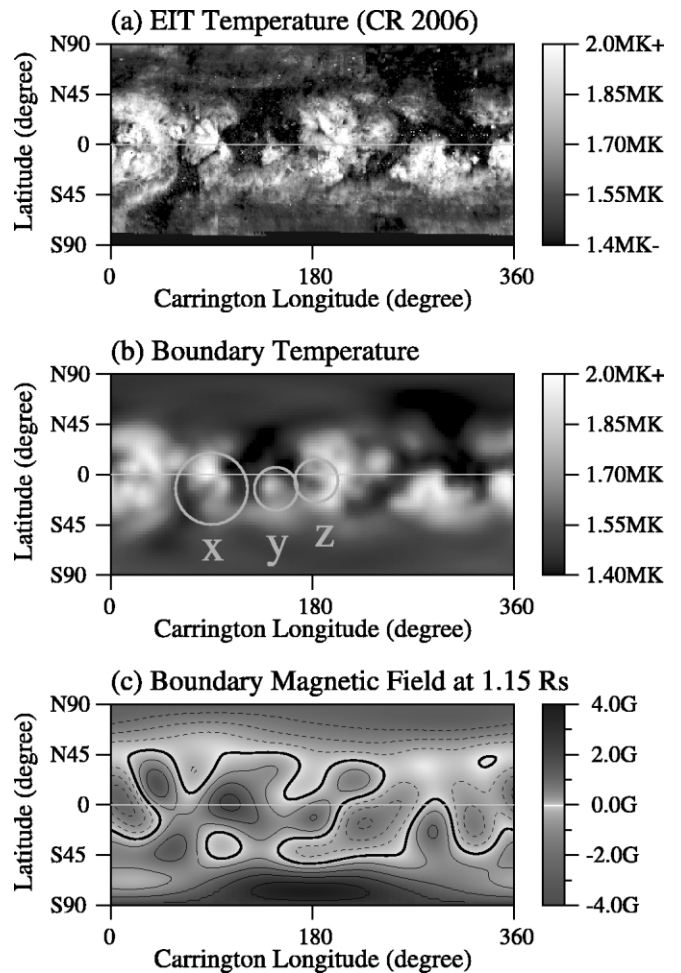 (a) EIT Temperature (CR 2006)
N90
N45
0
S45
S90
Latitude (degree)
0
180
360
Carrington Longitude (degree)
2.0MK+
1.85MK
1.70MK
1.55MK
1.4MK-
(b) Boundary Temperature
N90
N45
0
S45
S90
Latitude (degree)
x
y
z
0
180
360
Carrington Longitude (degree)
2.0MK+
1.85MK
1.70MK
1.55MK
1.40MK
(c) Boundary Magnetic Field at 1.15 Rs
N90
N45
0
S45
S90
Latitude (degree)
0
180
360
Carrington Longitude (degree)
4.0G
2.0G
0.0G
-2.0G
-4.0G